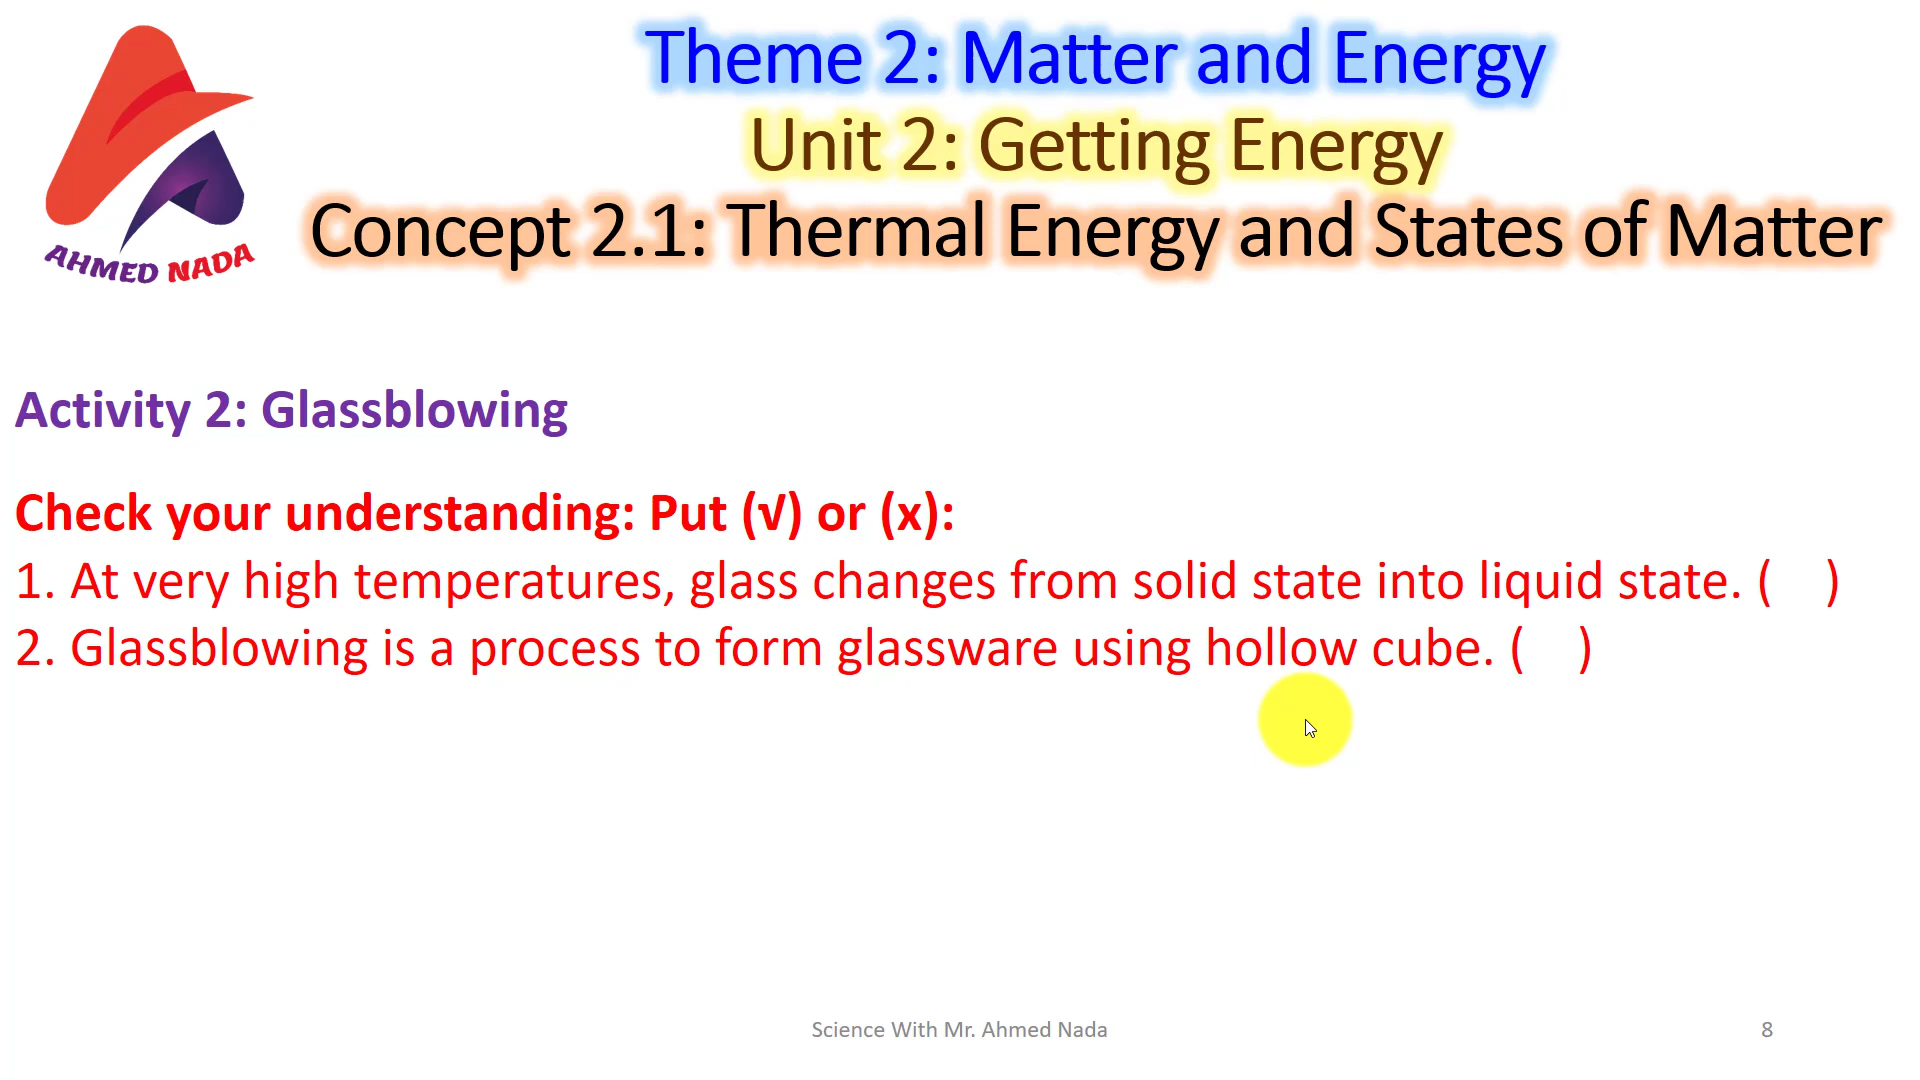 Theme 2: Matter and Energy
Unit 2: Getting Energy
Concept 2.1: Thermal Energy and States of Matter
AHMED NADA
Activity 2: Glassblowing
Check your understanding: Put (√) or (x):
1. At very high temperatures, glass changes from solid state into liquid state. (    )
2. Glassblowing is a process to form glassware using hollow cube. (    )
Science With Mr. Ahmed Nada
8